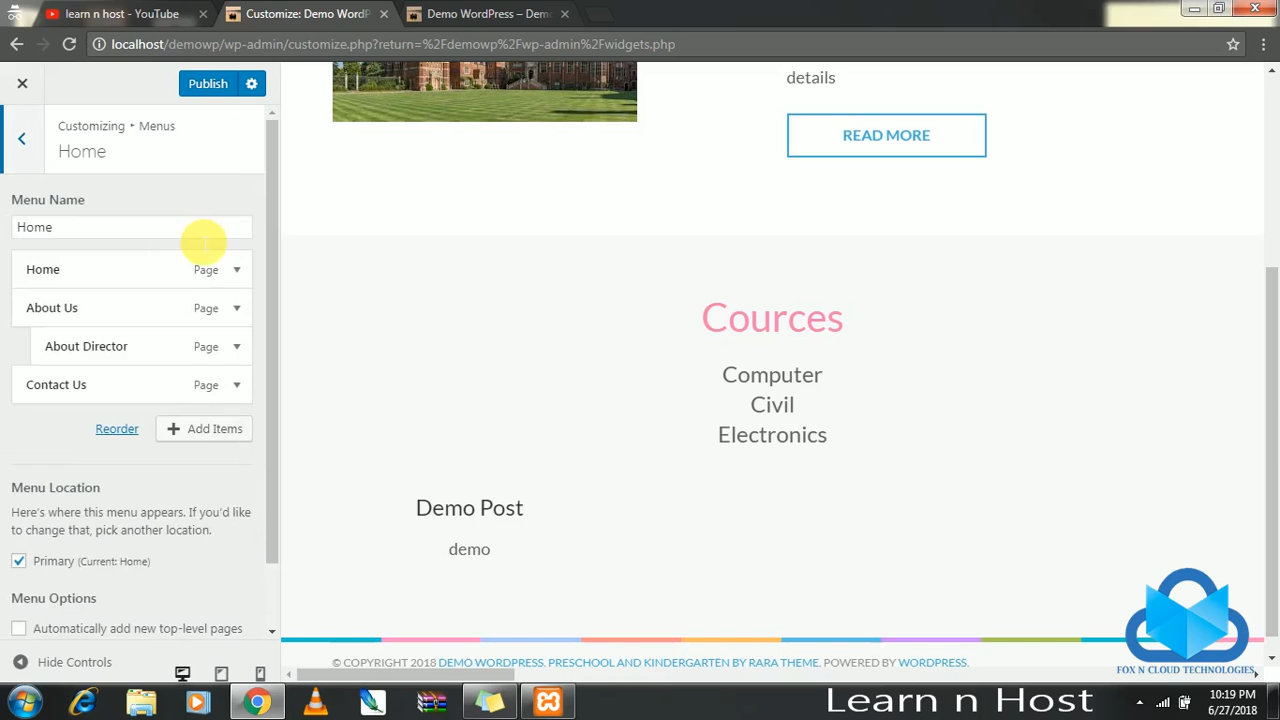 learn n host - YouTube
Customize: Demo WordP
Demo WordPress – Demo
localhost/demowp/wp-admin/customize.php?return=%2Fdemowp%2Fwp-admin%2Fwidgets.php
Publish
Customizing ▸ Menus
Home
Menu Name
Home
Home Page
About Us Page
About Director Page
Contact Us Page
Reorder
Add Items
Menu Location
Here's where this menu appears. If you'd like
to change that, pick another location.
Primary (Current: Home)
Menu Options
Automatically add new top-level pages
Hide Controls
details
READ MORE
Cources
Computer
Civil
Electronics
Demo Post
demo
© COPYRIGHT 2018 DEMO WORDPRESS. PRESCHOOL AND KINDERGARTEN BY RARA THEME. POWERED BY WORDPRESS.
FOX N CLOUD TECHNOLOGIES
Learn n Host
10:19 PM
6/27/2018